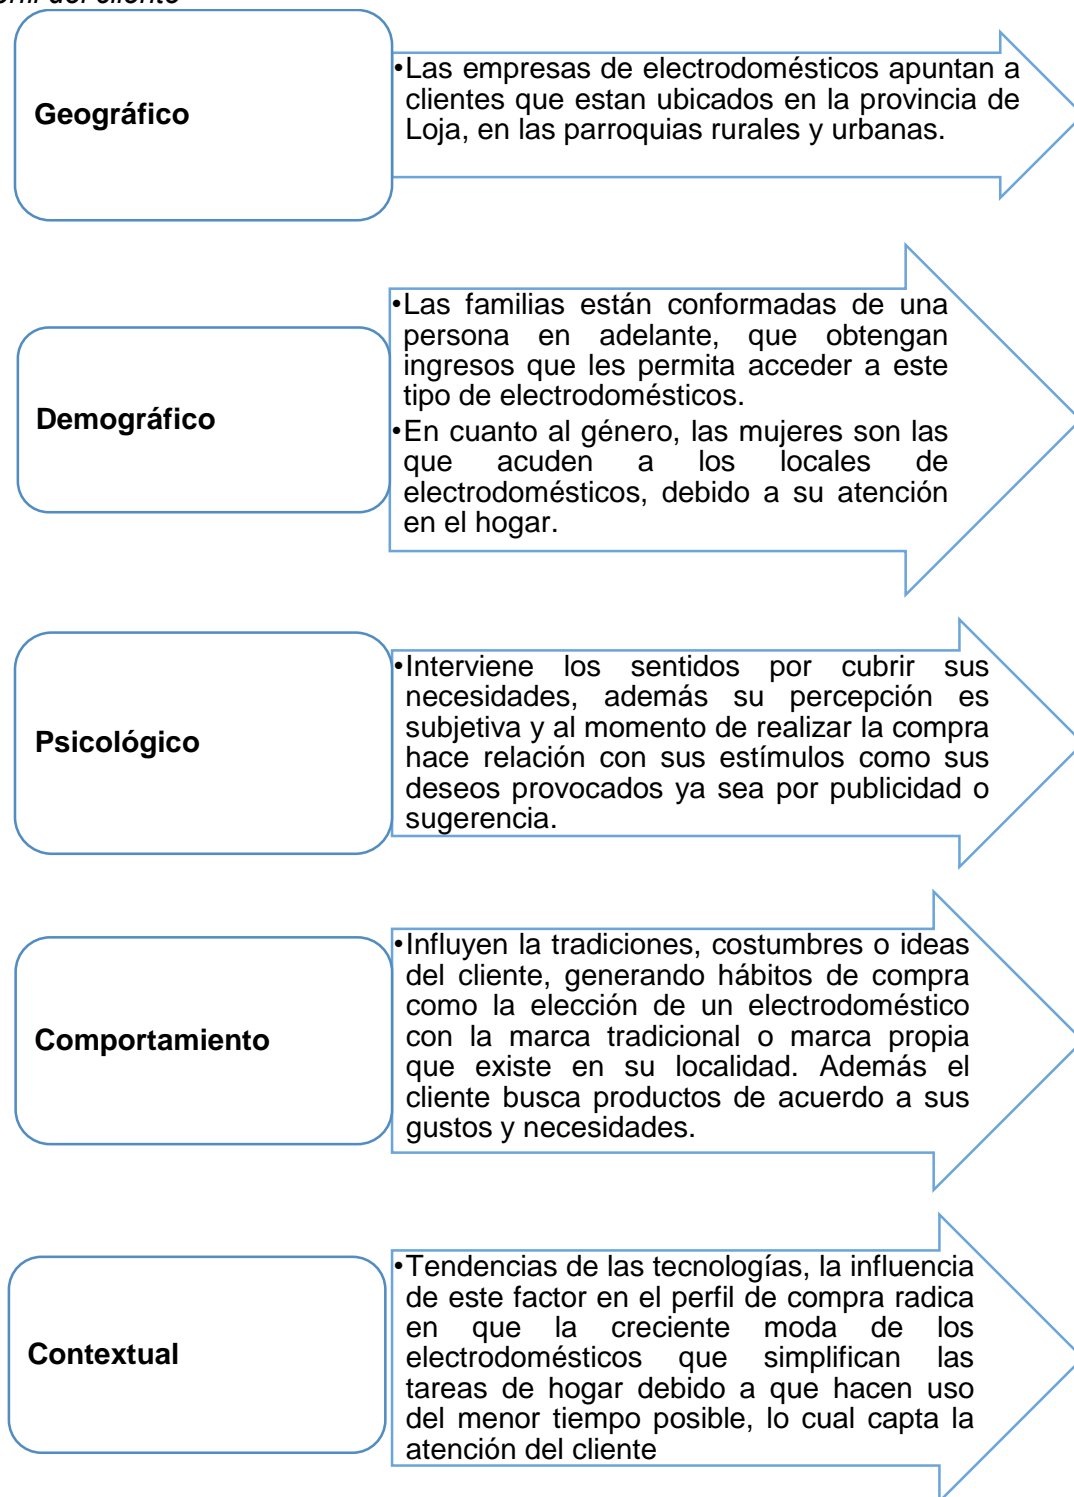 del cliente
Geográfico
•Las empresas de electrodomésticos apuntan a
clientes que estan ubicados en la provincia de
Loja, en las parroquias rurales y urbanas.
Demográfico
•Las familias están conformadas de una
persona en adelante, que obtengan
ingresos que les permita acceder a este
tipo de electrodomésticos.
•En cuanto al género, las mujeres son las
que acuden a los locales de
electrodomésticos, debido a su atención
en el hogar.
Psicológico
•Interviene los sentidos por cubrir sus
necesidades, además su percepción es
subjetiva y al momento de realizar la compra
hace relación con sus estímulos como sus
deseos provocados ya sea por publicidad o
sugerencia.
Comportamiento
•Influyen la tradiciones, costumbres o ideas
del cliente, generando hábitos de compra
como la elección de un electrodoméstico
con la marca tradicional o marca propia
que existe en su localidad. Además el
cliente busca productos de acuerdo a sus
gustos y necesidades.
Contextual
•Tendencias de las tecnologías, la influencia
de este factor en el perfil de compra radica
en que la creciente moda de los
electrodomésticos que simplifican las
tareas de hogar debido a que hacen uso
del menor tiempo posible, lo cual capta la
atención del cliente